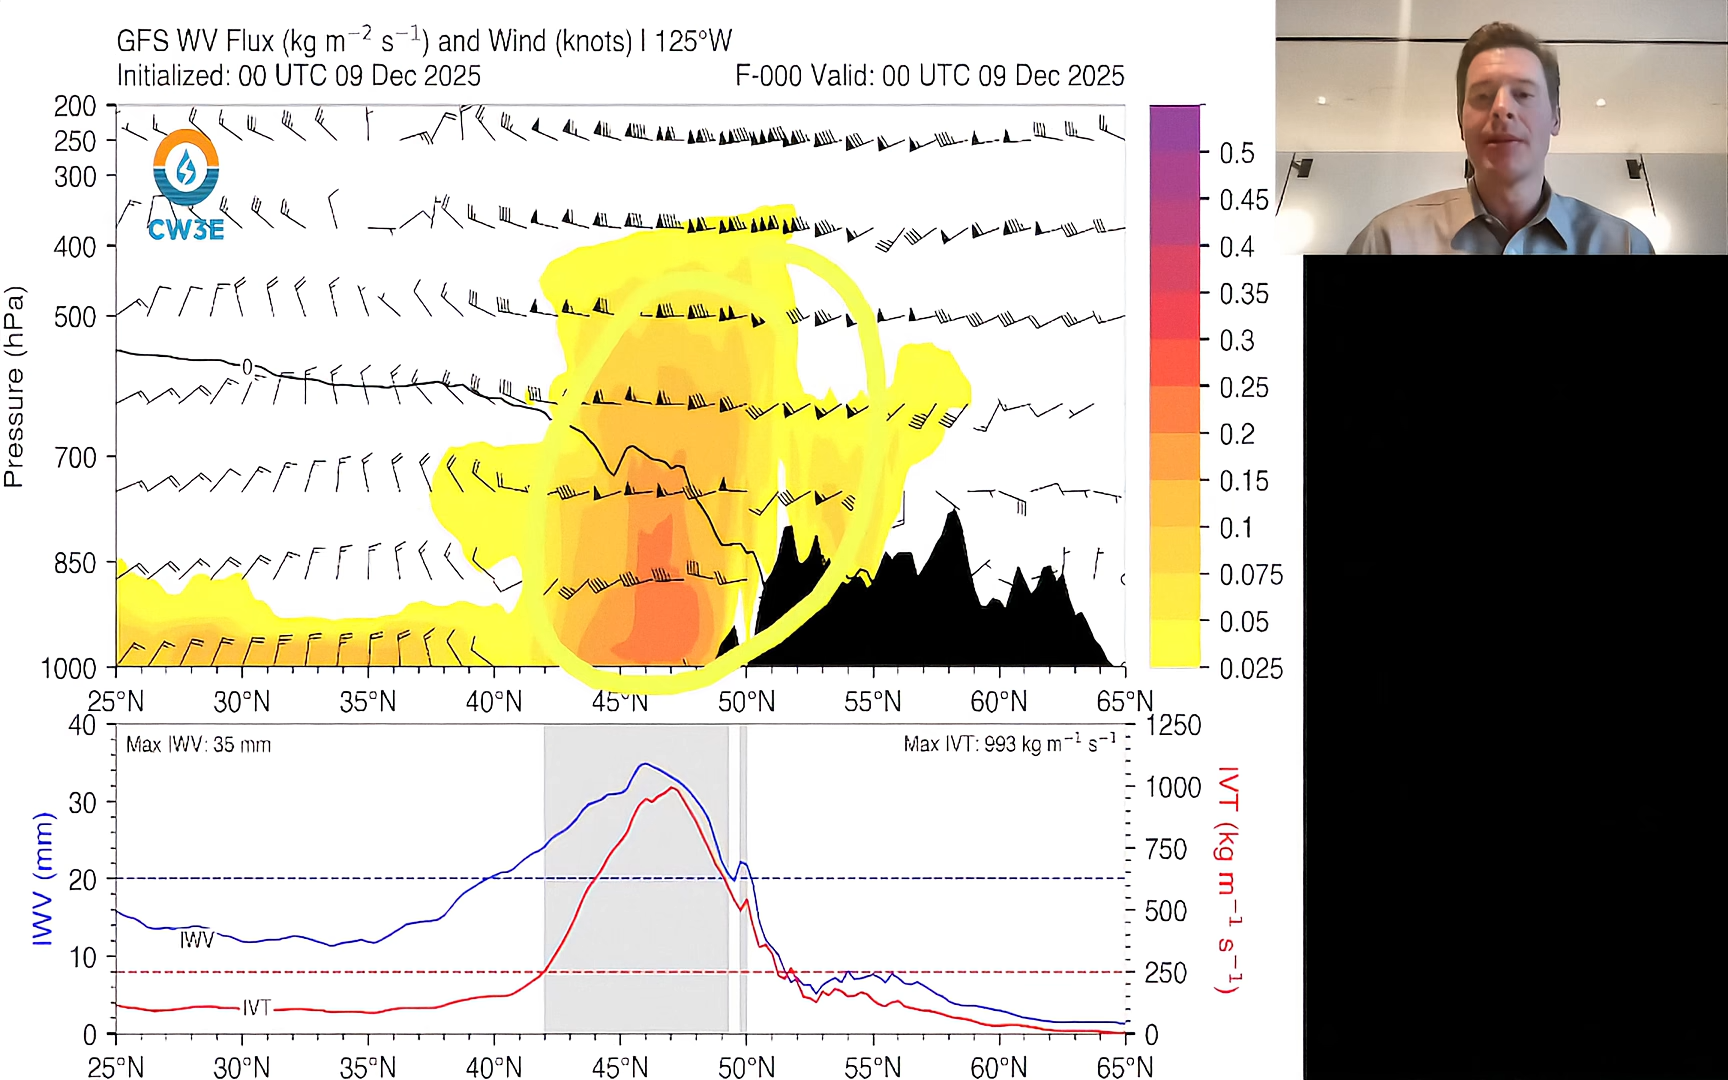 GFS WV Flux (kg m⁻² s⁻¹) and Wind (knots) | 125°W
Initialized: 00 UTC 09 Dec 2025
F-000 Valid: 00 UTC 09 Dec 2025
Pressure (hPa)
200
250
300
400
500
700
850
1000
CW3E
0
0.5
0.45
0.4
0.35
0.3
0.25
0.2
0.15
0.1
0.075
0.05
0.025
25°N 30°N 35°N 40°N 45°N 50°N 55°N 60°N 65°N
IWV (mm)
40
30
20
10
0
Max IWV: 35 mm
Max IVT: 993 kg m⁻¹ s⁻¹
IWV
IVT
1250
1000
750
500
250
0
IVT (kg m⁻¹ s⁻¹)
25°N 30°N 35°N 40°N 45°N 50°N 55°N 60°N 65°N